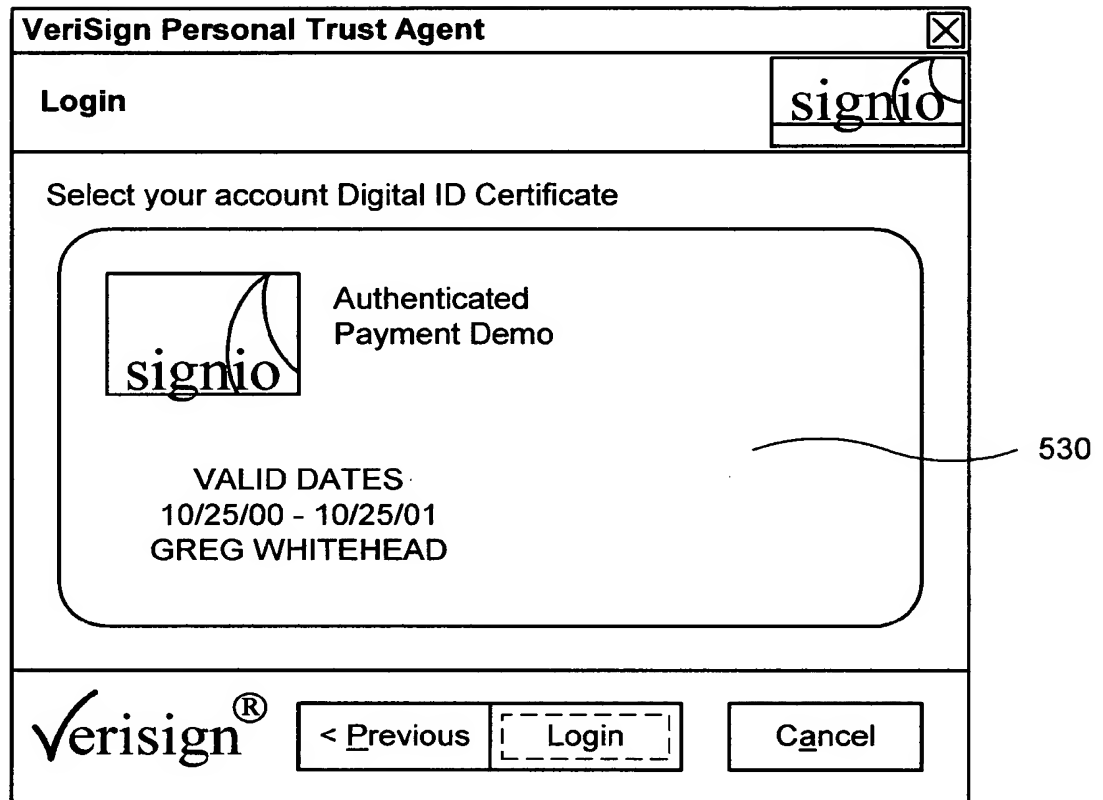 VeriSign Personal Trust Agent
Login
signio
Select your account Digital ID Certificate
signio
Authenticated
Payment Demo
530
VALID DATES
10/25/00 - 10/25/01
GREG WHITEHEAD
Verisign®
< Previous
Login
Cancel